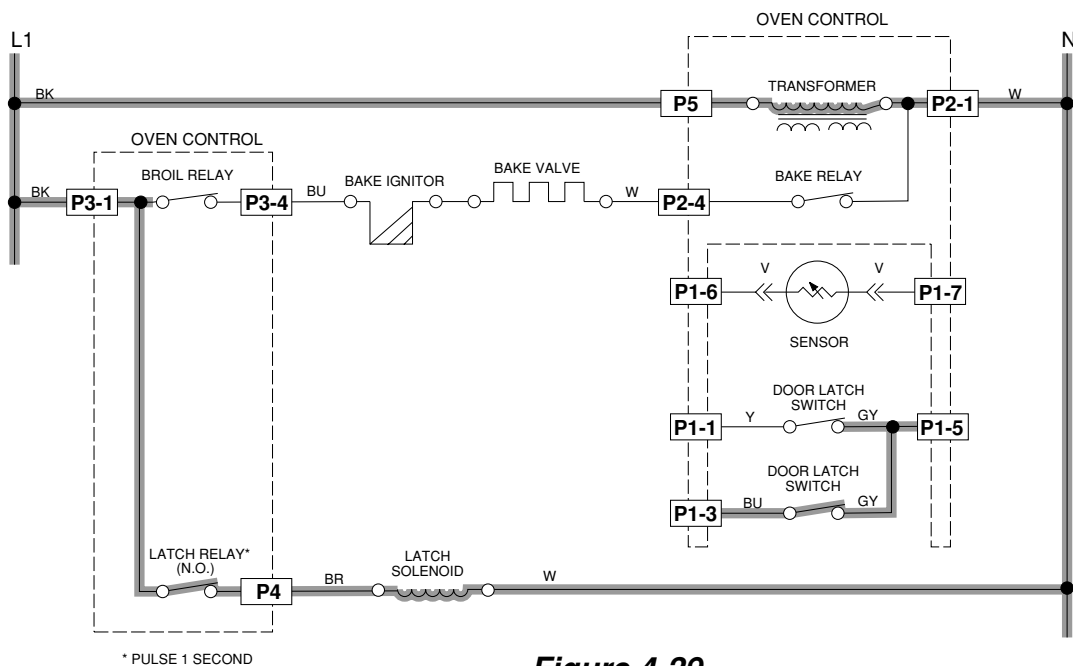 OVEN CONTROL
L1
N
TRANSFORMER
BK
P5
P2-1
W
OVEN CONTROL
BROIL RELAY
BAKE IGNITOR
BAKE VALVE
BAKE RELAY
BK
P3-1
P3-4
BU
W
P2-4
V
V
P1-6
P1-7
SENSOR
DOOR LATCH
SWITCH
P1-1
Y
GY
P1-5
DOOR LATCH
SWITCH
P1-3
BU
GY
LATCH RELAY*
(N.O.)
LATCH
SOLENOID
P4
BR
W
* PULSE 1 SECOND